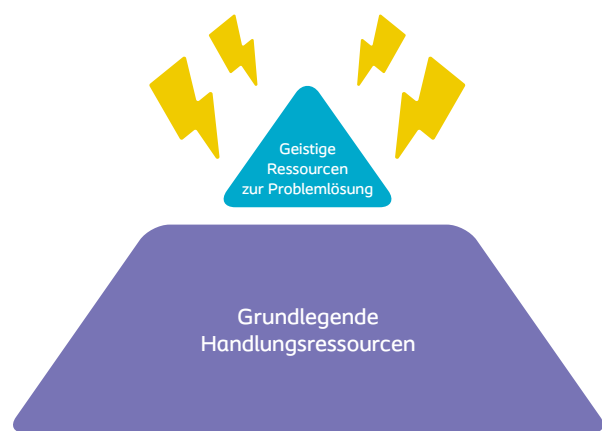 Geistige
Ressourcen
zur Problemlösung
Grundlegende
Handlungsressourcen